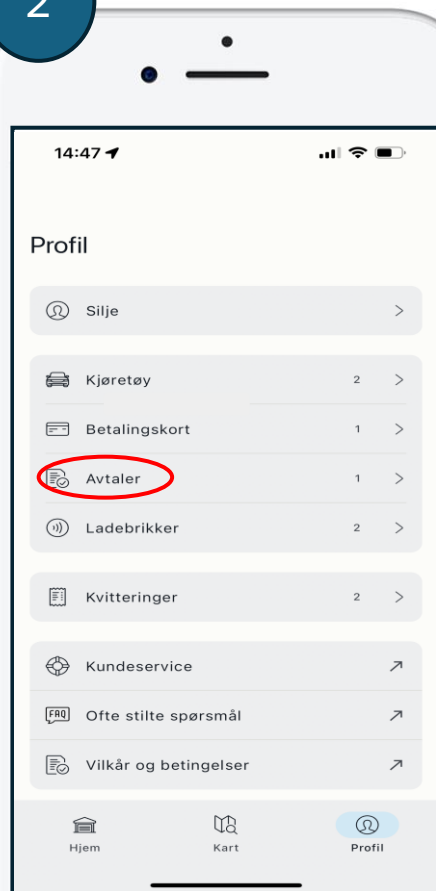 2
14:47
Profil
Silje
Kjøretøy 2
Betalingskort 1
Avtaler 1
Ladebrikker 2
Kvitteringer 2
Kundeservice
FAQ Ofte stilte spørsmål
Vilkår og betingelser
Hjem Kart Profil